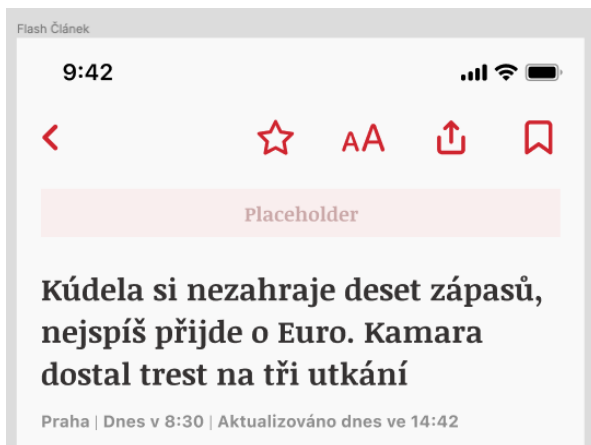 Flash Článek
9:42
AA
Placeholder
Kúdela si nezahraje deset zápasů,
nejspíš přijde o Euro. Kamara
dostal trest na tři utkání
Praha | Dnes v 8:30 | Aktualizováno dnes ve 14:42